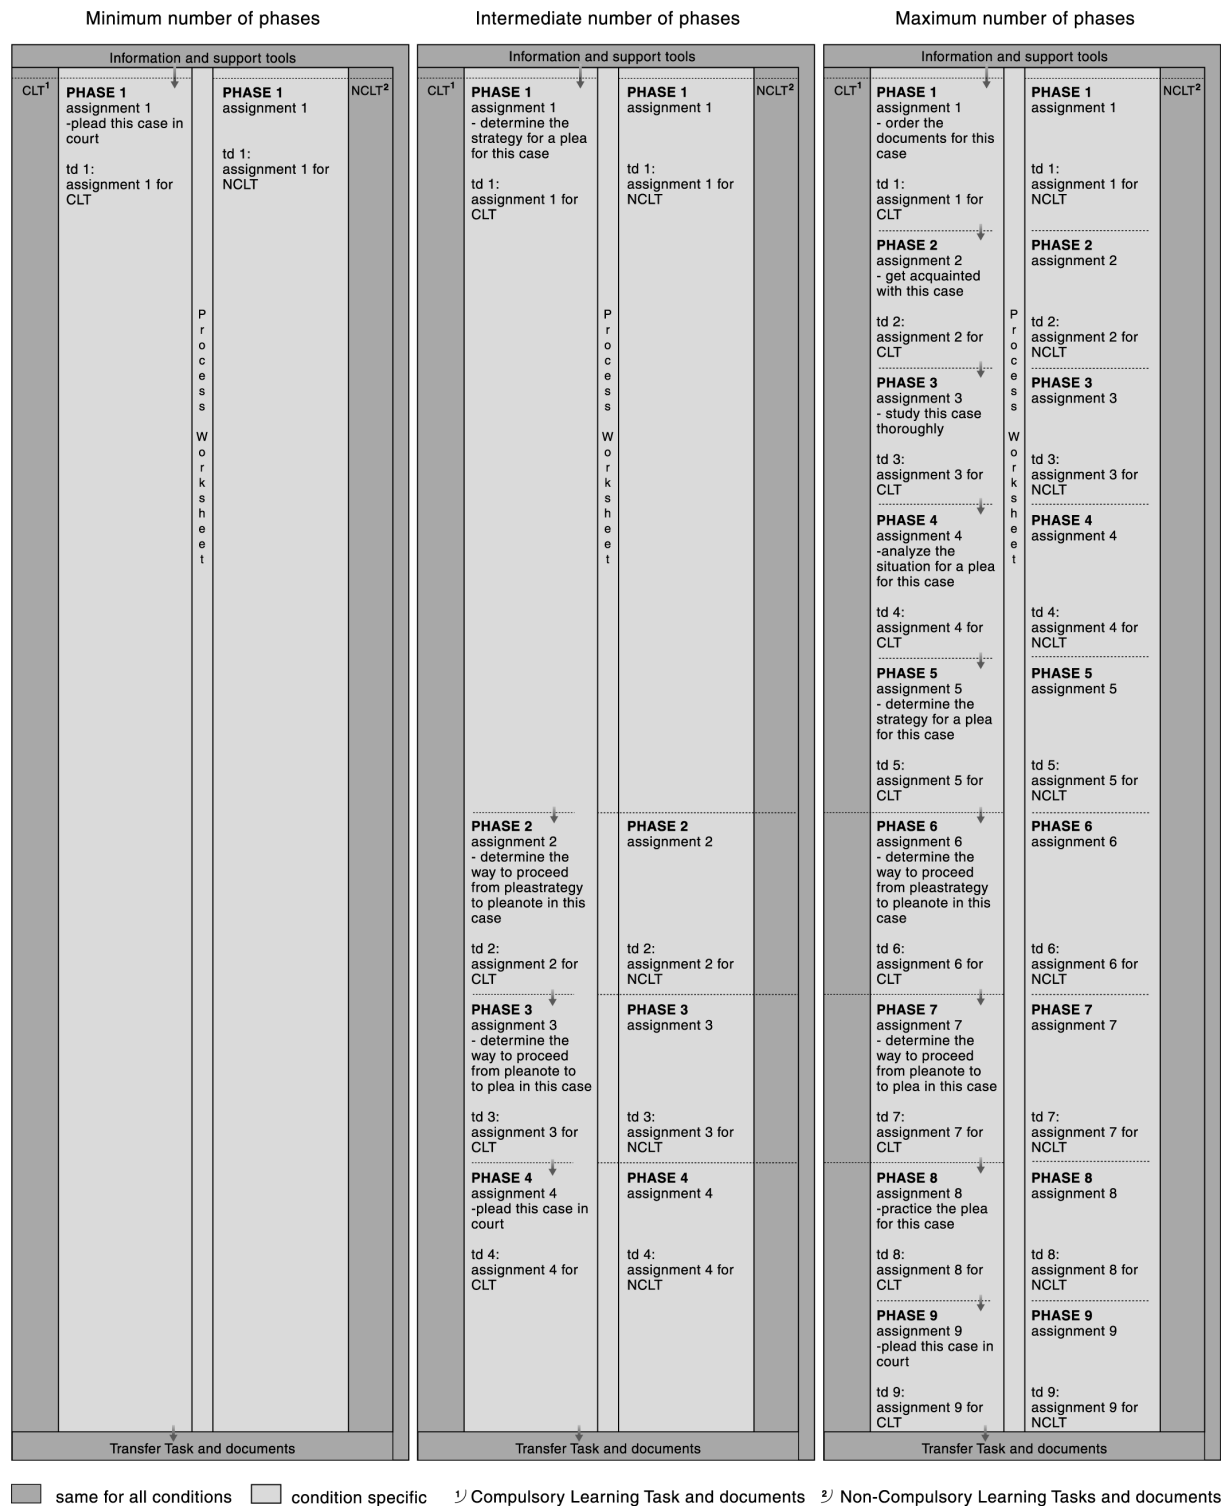 Minimum number of phases
Information and support tools
CLT¹
PHASE 1
assignment 1
-plead this case in
court
td 1:
assignment 1 for
CLT
Process Worksheet
PHASE 1
assignment 1
td 1:
assignment 1 for
NCLT
NCLT²
Transfer Task and documents
Intermediate number of phases
Information and support tools
CLT¹
PHASE 1
assignment 1
- determine the
strategy for a plea
for this case
td 1:
assignment 1 for
CLT
PHASE 2
assignment 2
- determine the
way to proceed
from pleastrategy
to pleanote in this
case
td 2:
assignment 2 for
CLT
PHASE 3
assignment 3
- determine the
way to proceed
from pleanote to
to plea in this case
td 3:
assignment 3 for
CLT
PHASE 4
assignment 4
-plead this case in
court
td 4:
assignment 4 for
CLT
Process Worksheet
PHASE 1
assignment 1
td 1:
assignment 1 for
NCLT
PHASE 2
assignment 2
td 2:
assignment 2 for
NCLT
PHASE 3
assignment 3
td 3:
assignment 3 for
NCLT
PHASE 4
assignment 4
td 4:
assignment 4 for
NCLT
NCLT²
Transfer Task and documents
Maximum number of phases
Information and support tools
CLT¹
PHASE 1
assignment 1
- order the
documents for this
case
td 1:
assignment 1 for
CLT
PHASE 2
assignment 2
- get acquainted
with this case
td 2:
assignment 2 for
CLT
PHASE 3
assignment 3
- study this case
thoroughly
td 3:
assignment 3 for
CLT
PHASE 4
assignment 4
-analyze the
situation for a plea
for this case
td 4:
assignment 4 for
CLT
PHASE 5
assignment 5
- determine the
strategy for a plea
for this case
td 5:
assignment 5 for
CLT
PHASE 6
assignment 6
- determine the
way to proceed
from pleastrategy
to pleanote in this
case
td 6:
assignment 6 for
CLT
PHASE 7
assignment 7
- determine the
way to proceed
from pleanote to
to plea in this case
td 7:
assignment 7 for
CLT
PHASE 8
assignment 8
-practice the plea
for this case
td 8:
assignment 8 for
CLT
PHASE 9
assignment 9
-plead this case in
court
td 9:
assignment 9 for
CLT
Process Worksheet
PHASE 1
assignment 1
td 1:
assignment 1 for
NCLT
PHASE 2
assignment 2
td 2:
assignment 2 for
NCLT
PHASE 3
assignment 3
td 3:
assignment 3 for
NCLT
PHASE 4
assignment 4
td 4:
assignment 4 for
NCLT
PHASE 5
assignment 5
td 5:
assignment 5 for
NCLT
PHASE 6
assignment 6
td 6:
assignment 6 for
NCLT
PHASE 7
assignment 7
td 7:
assignment 7 for
NCLT
PHASE 8
assignment 8
td 8:
assignment 8 for
NCLT
PHASE 9
assignment 9
td 9:
assignment 9 for
NCLT
NCLT²
Transfer Task and documents
same for all conditions condition specific ¹⁾ Compulsory Learning Task and documents ²⁾ Non-Compulsory Learning Tasks and documents